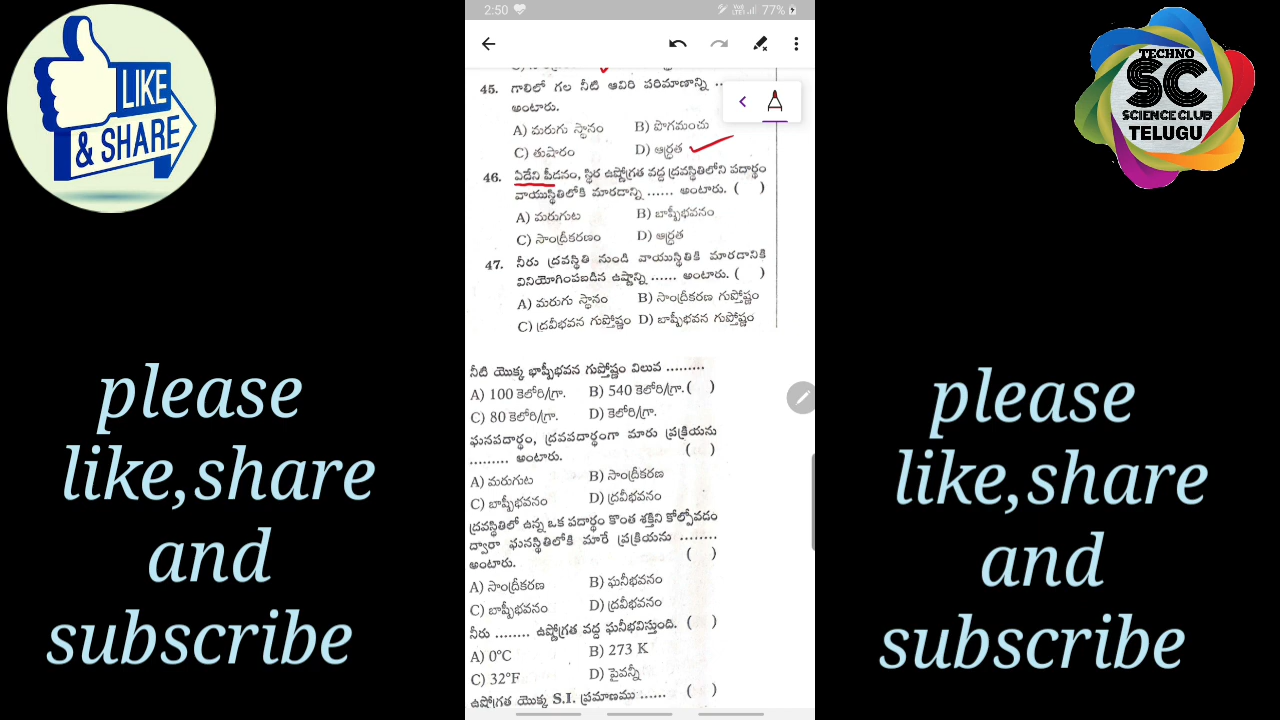 LIKE
& SHARE
please
like,share
and
subscribe
2:50
77%
45. గాలిలో గల నీటి ఆవిరి పరిమాణాన్ని ..
అంటారు.
A) మరుగు స్థానం B) పొగమంచు
C) తుషారం D) ఆర్ద్రత
46. ఏదేని పీడనం, స్థిర ఉష్ణోగ్రత వద్ద ద్రవస్థితిలోని పదార్థం
వాయుస్థితిలోకి మారడాన్ని ...... అంటారు. ( )
A) మరుగుట B) బాష్పీభవనం
C) సాంద్రీకరణం D) ఆర్ద్రత
47. నీరు ద్రవస్థితి నుండి వాయుస్థితికి మారడానికి
వినియోగింపబడిన ఉష్ణాన్ని ...... అంటారు. ( )
A) మరుగు స్థానం B) సాంద్రీకరణ గుప్తోష్ణం
C) ద్రవీభవన గుప్తోష్ణం D) బాష్పీభవన గుప్తోష్ణం
నీటి యొక్క భాష్పీభవన గుప్తోష్ణం విలువ .........
A) 100 కెలోరి/గ్రా. B) 540 కెలోరి/గ్రా. ( )
C) 80 కెలోరి/గ్రా. D) కెలోరి/గ్రా.
ఘనపదార్థం, ద్రవపదార్థంగా మారు ప్రక్రియను
......... అంటారు. ( )
A) మరుగుట B) సాంద్రీకరణ
C) బాష్పీభవనం D) ద్రవీభవనం
ద్రవస్థితిలో ఉన్న ఒక పదార్థం కొంత శక్తిని కోల్పోవడం
ద్వారా ఘనస్థితిలోకి మారే ప్రక్రియను ........
అంటారు. ( )
A) సాంద్రీకరణ B) ఘనీభవనం
C) బాష్పీభవనం D) ద్రవీభవనం
నీరు ........ ఉష్ణోగ్రత వద్ద ఘనీభవిస్తుంది. ( )
A) 0°C B) 273 K
C) 32°F D) పైవన్నీ
ఉష్ణోగ్రత యొక్క S.I. ప్రమాణము ...... ( )
TECHNO
SC
SCIENCE CLUB
TELUGU
please
like,share
and
subscribe